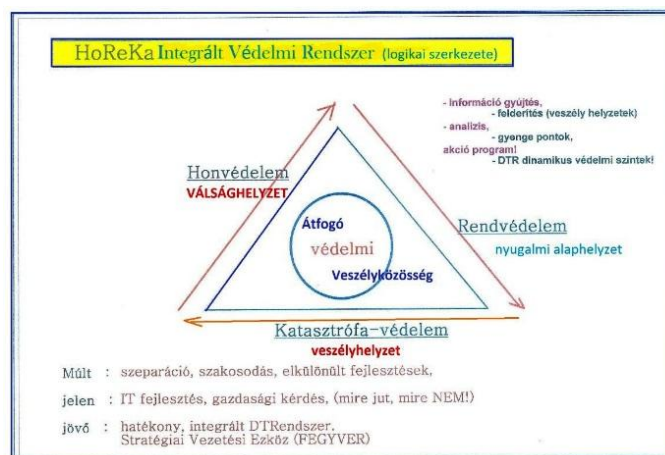 HoReKa Integrált Védelmi Rendszer (logikai szerkezete)
- Információ gyűjtés,
- felderítés (veszély helyzetek)
- analizis,
- gyenge pontok,
akció program!
- DTR dinamikus védelmi szintek!
Honvédelem
VÁLSÁGHELYZET
Rendvédelem
nyugalmi alaphelyzet
Átfogó
védelmi
Veszélyközösség
Katasztrófa-védelem
veszélyhelyzet
Múlt : szeparáció, szakosodás, elkülönült fejlesztések,
jelen : IT fejlesztés, gazdasági kérdés, (mire jut, mire NEM!)
jövő : hatékony, integrált DTRendszer.
Stratégiai Vezetési Ezköz (FEGYVER)